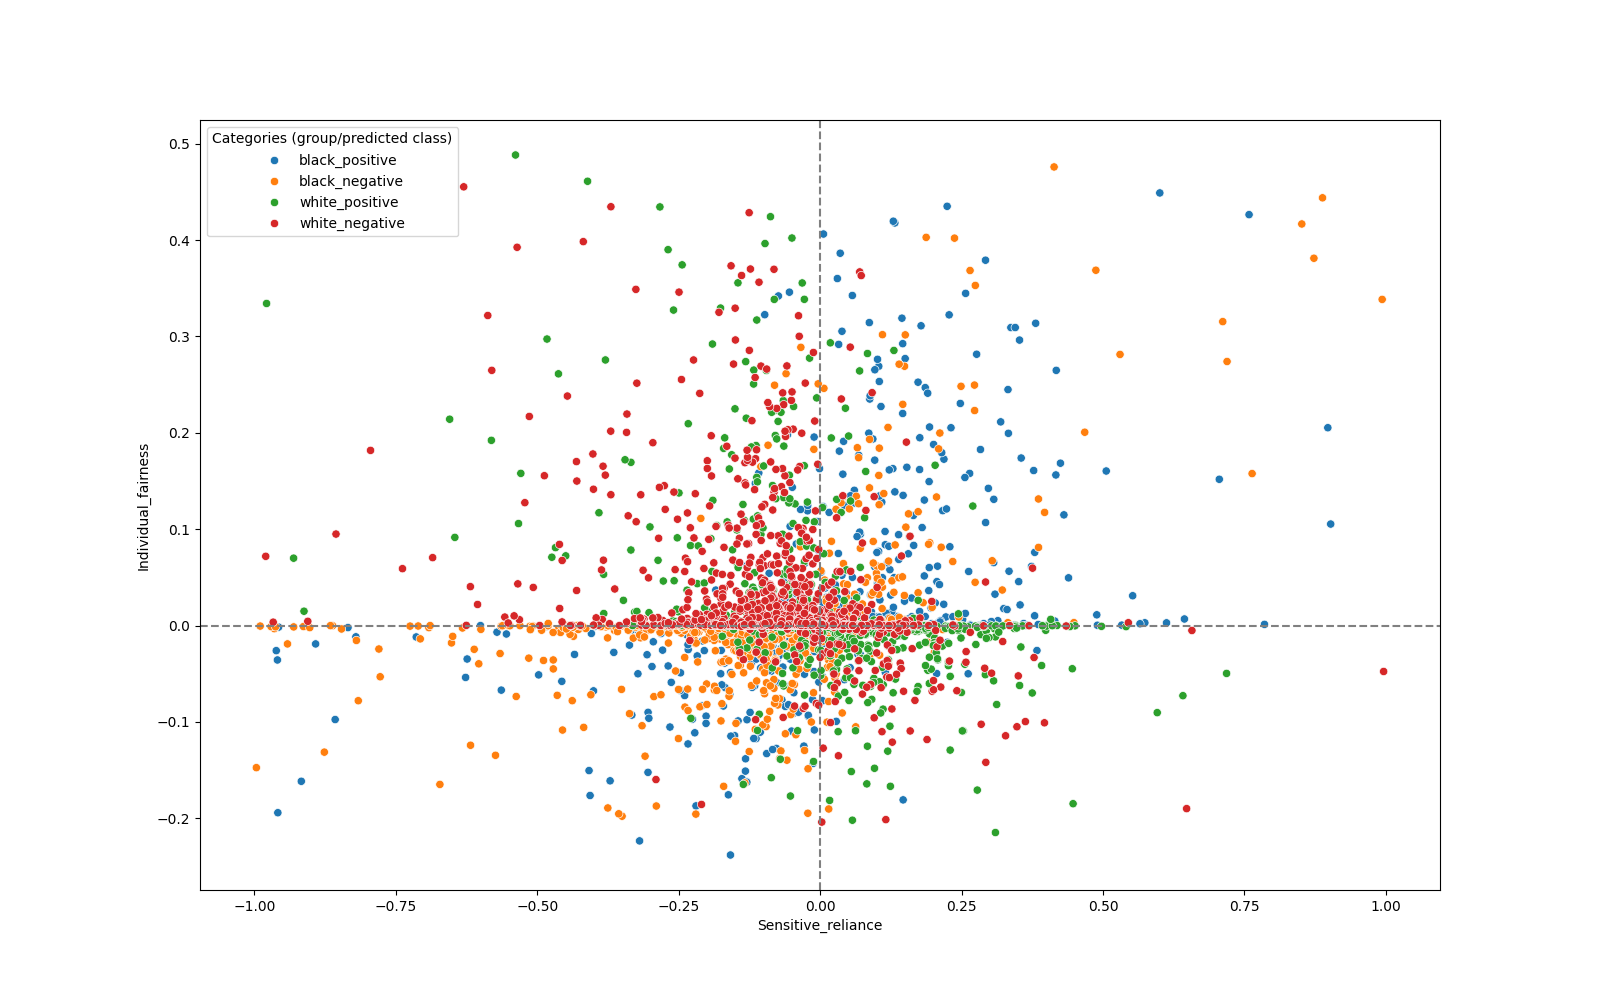 Categories (group/predicted class)
black_positive
black_negative
white_positive
white_negative
0.5
0.4
0.3
0.2
0.1
0.0
−0.1
−0.2
Individual_fairness
−1.00
−0.75
−0.50
−0.25
0.00
0.25
0.50
0.75
1.00
Sensitive_reliance